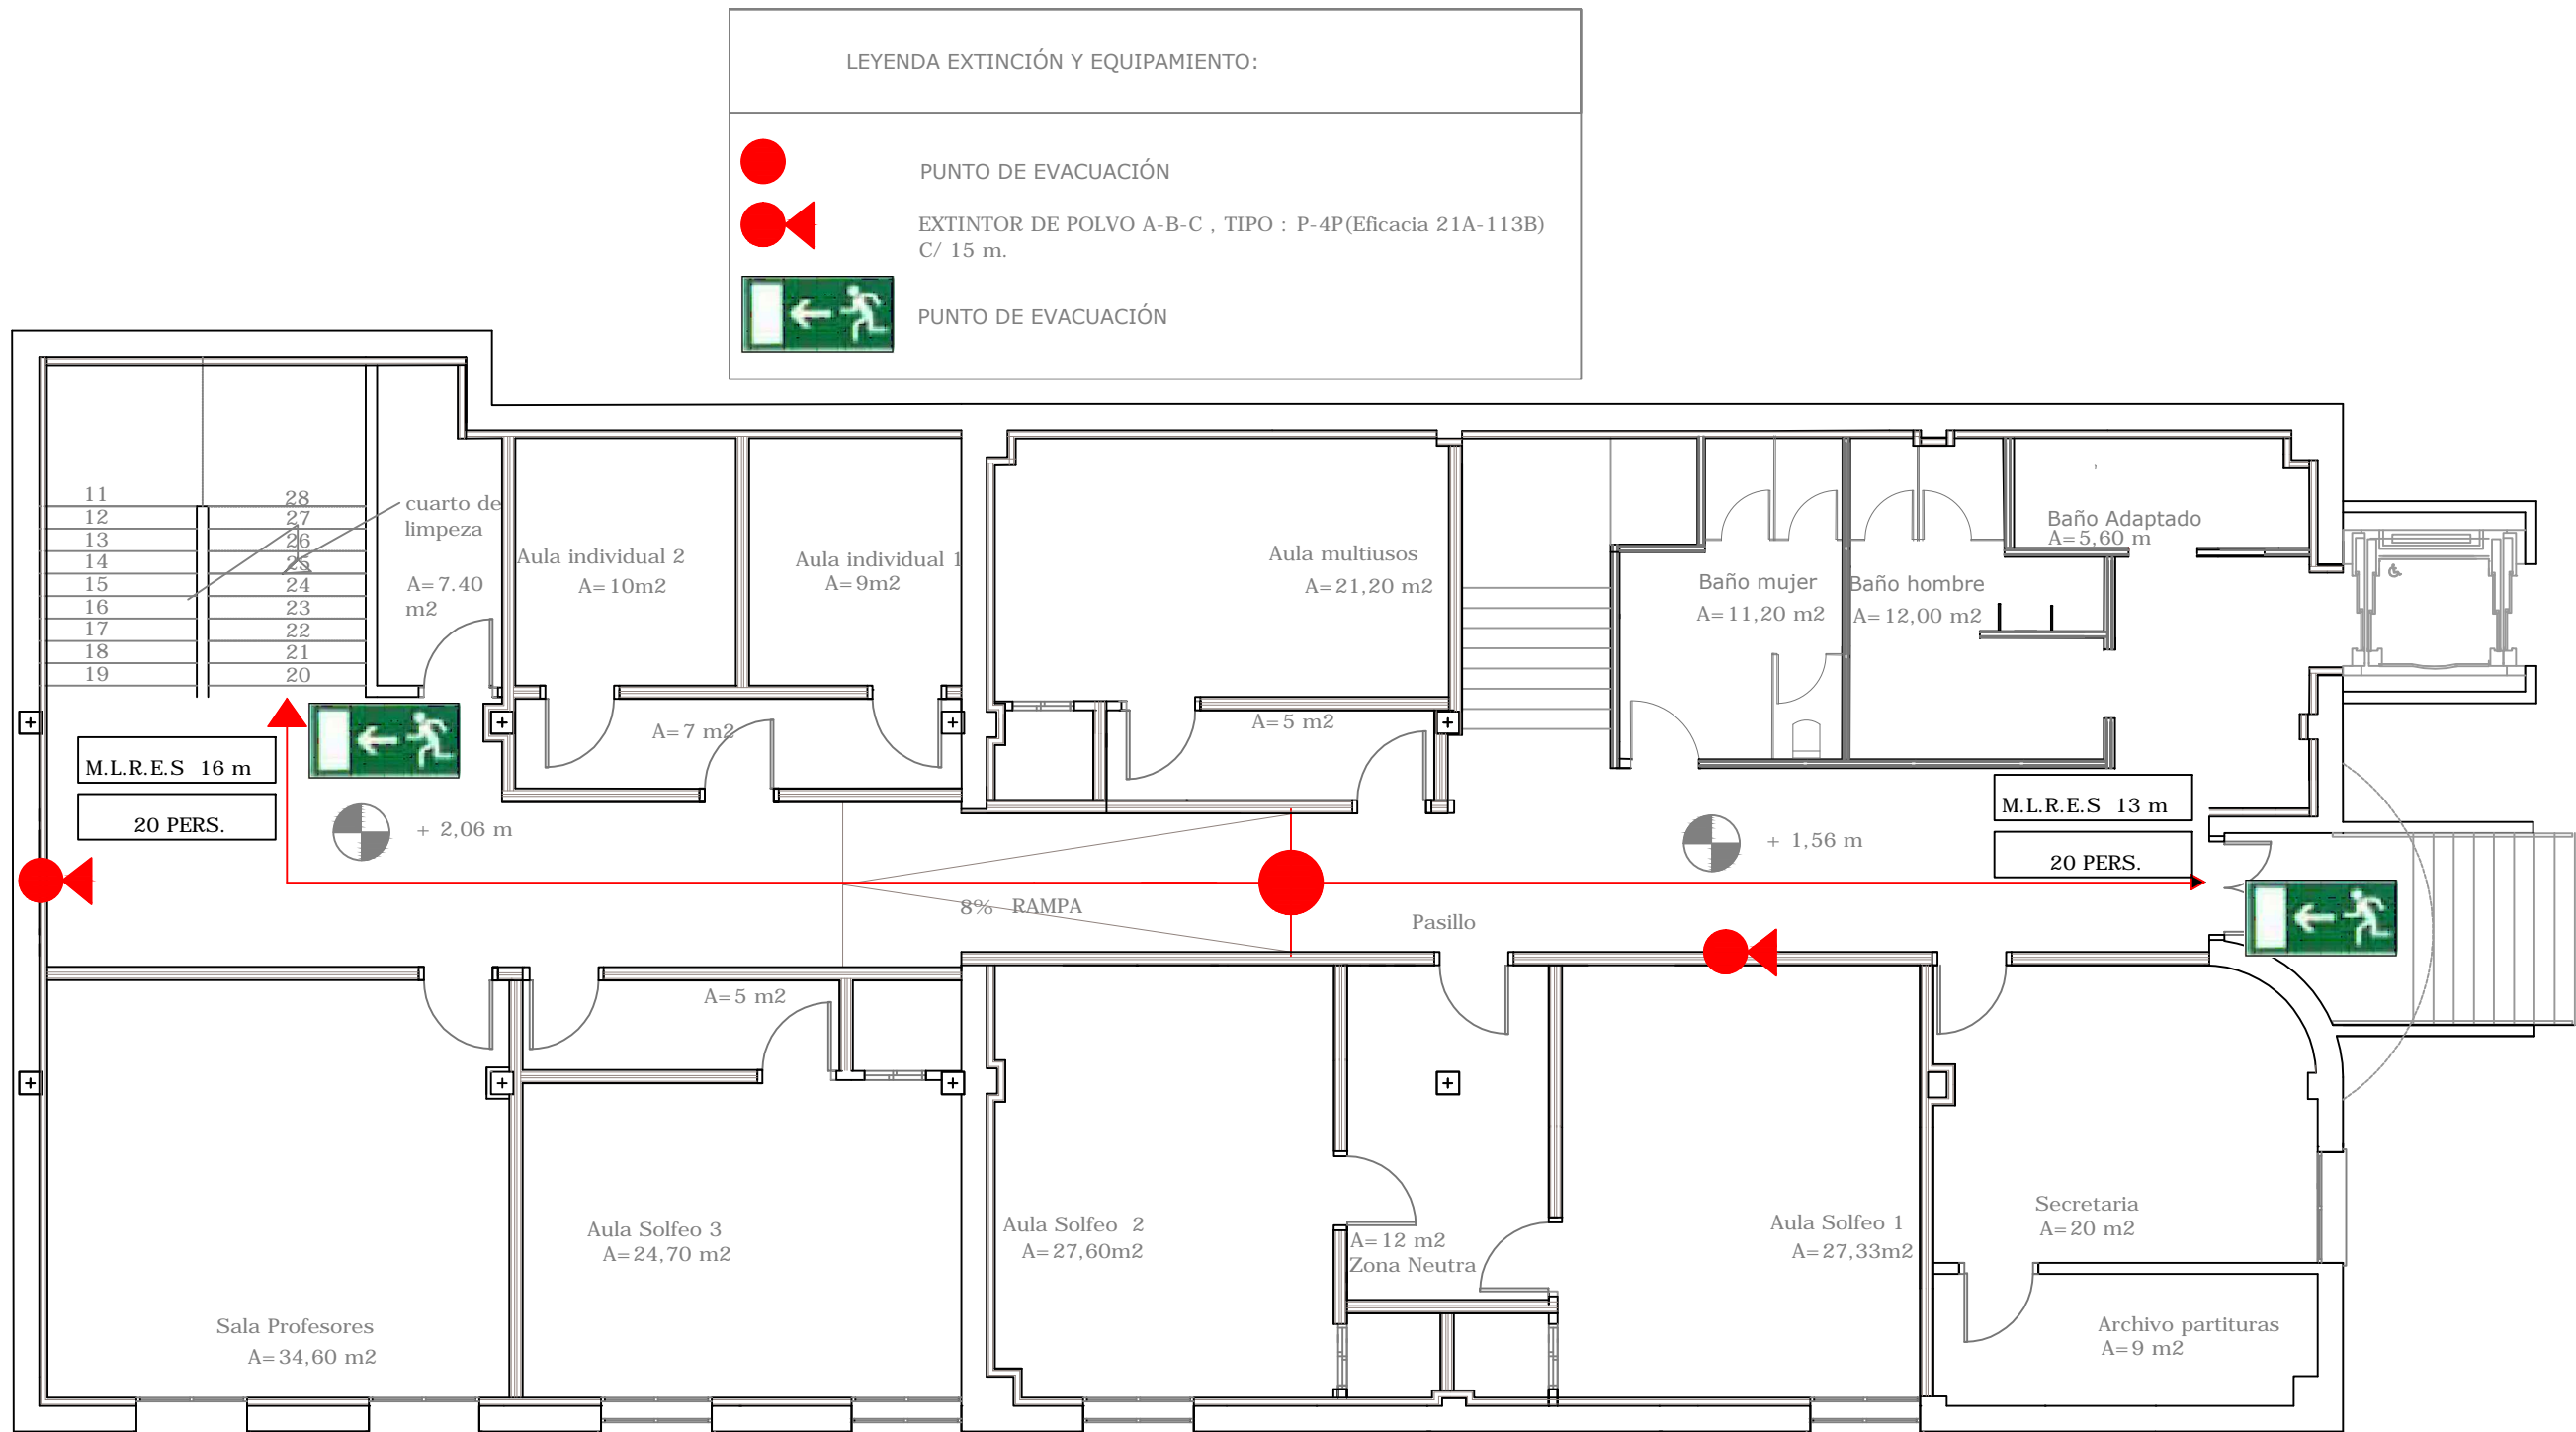 LEYENDA EXTINCIÓN Y EQUIPAMIENTO:
PUNTO DE EVACUACIÓN
EXTINTOR DE POLVO A-B-C , TIPO : P-4P(Eficacia 21A-113B)
C/ 15 m.
PUNTO DE EVACUACIÓN
11
12
13
14
15
16
17
18
19
28
27
26
25
24
23
22
21
20
cuarto de
limpeza
A=7.40
m2
Aula individual 2
A=10m2
Aula individual 1
A=9m2
Aula multiusos
A=21,20 m2
Baño mujer
A=11,20 m2
Baño hombre
A=12,00 m2
Baño Adaptado
A=5,60 m
A=7 m2
A=5 m2
M.L.R.E.S 16 m
20 PERS.
+ 2,06 m
8% RAMPA
Pasillo
+ 1,56 m
M.L.R.E.S 13 m
20 PERS.
A=5 m2
Sala Profesores
A=34,60 m2
Aula Solfeo 3
A=24,70 m2
Aula Solfeo 2
A=27,60m2
A=12 m2
Zona Neutra
Aula Solfeo 1
A=27,33m2
Secretaria
A=20 m2
Archivo partituras
A=9 m2